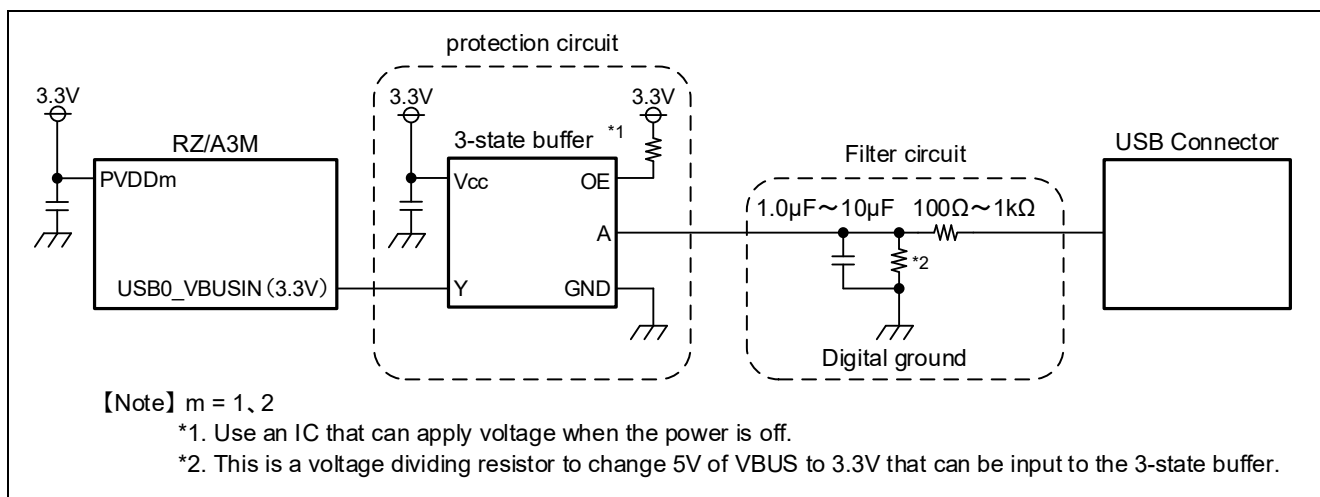 protection circuit
3.3V
3.3V
3.3V
RZ/A3M
3-state buffer *1
Filter circuit
USB Connector
PVDDm
Vcc
OE
1.0μF～10μF 100Ω～1kΩ
A
*2
USB0_VBUSIN（3.3V）
Y
GND
Digital ground
【Note】 m = 1、2
*1. Use an IC that can apply voltage when the power is off.
*2. This is a voltage dividing resistor to change 5V of VBUS to 3.3V that can be input to the 3-state buffer.